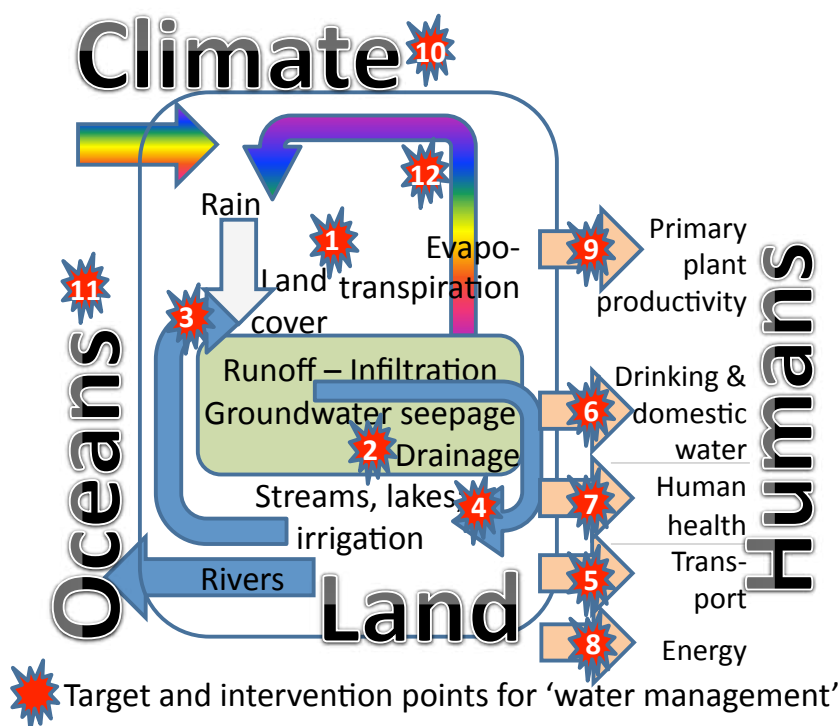 Climate
10
12
Rain
1
Evapo-
transpiration
9
Primary
plant
productivity
11
Oceans
3
Land
cover
Humans
Runoff – Infiltration
Groundwater seepage
2
Drainage
6
Drinking &
domestic
water
Streams, lakes,
irrigation
4
7
Human
health
Rivers
Land
5
Trans-
port
8
Energy
Target and intervention points for ‘water management’